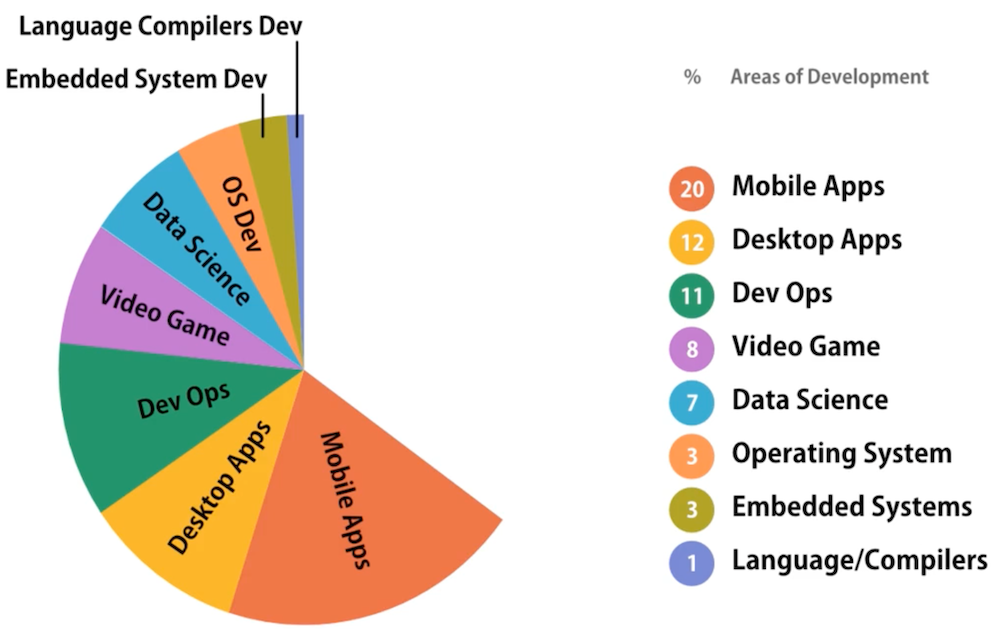 Language Compilers Dev
Embedded System Dev
OS Dev
Data Science
Video Game
Dev Ops
Desktop Apps
Mobile Apps
% Areas of Development
20 Mobile Apps
12 Desktop Apps
11 Dev Ops
8 Video Game
7 Data Science
3 Operating System
3 Embedded Systems
1 Language/Compilers